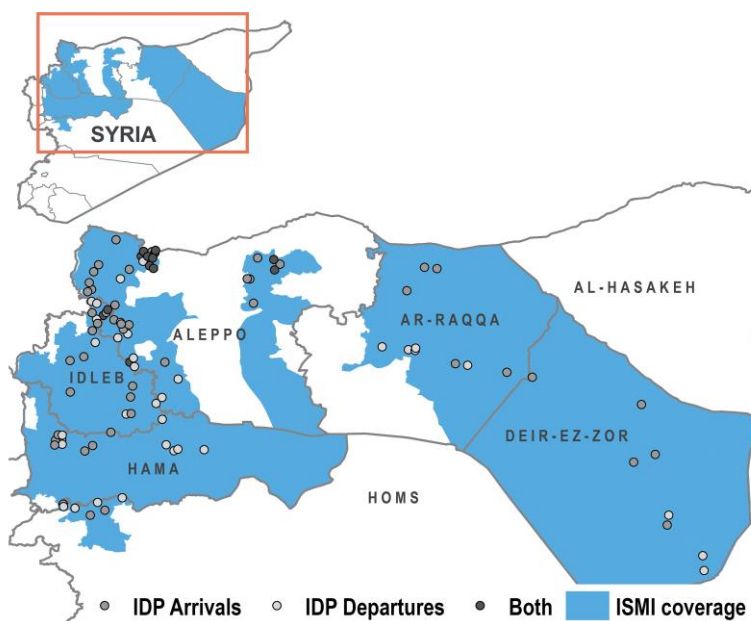 SYRIA
AL-HASAKEH
ALEPPO
AR-RAQQA
IDLEB
DEIR-EZ-ZOR
HAMA
HOMS
IDP Arrivals
IDP Departures
Both
ISMI coverage